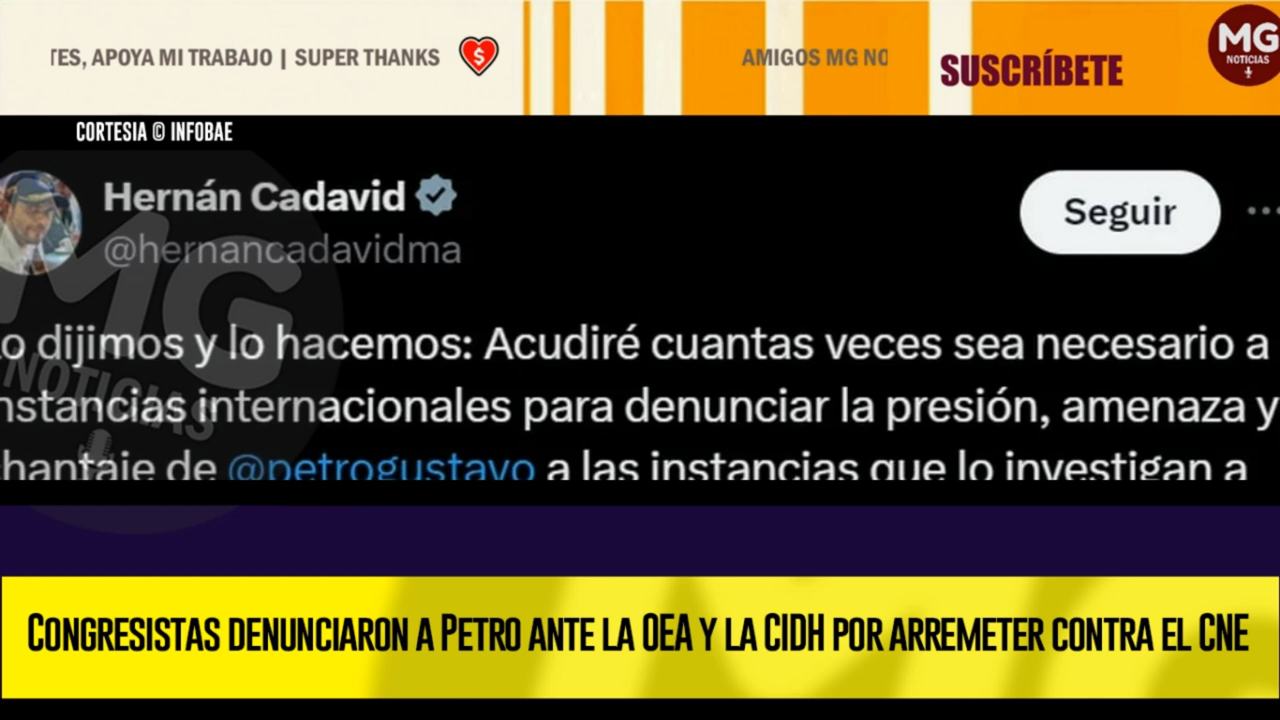 TES, APOYA MI TRABAJO | SUPER THANKS
AMIGOS MG NO
SUSCRÍBETE
MG
NOTICIAS
CORTESIA © INFOBAE
Hernán Cadavid
@hernancadavidma
Seguir
o dijimos y lo hacemos: Acudiré cuantas veces sea necesario a
nstancias internacionales para denunciar la presión, amenaza y
hantaje de @petrogustavo a las instancias que lo investigan a
MG
NOTICIAS
CONGRESISTAS DENUNCIARON A PETRO ANTE LA OEA Y LA CIDH POR ARREMETER CONTRA EL CNE